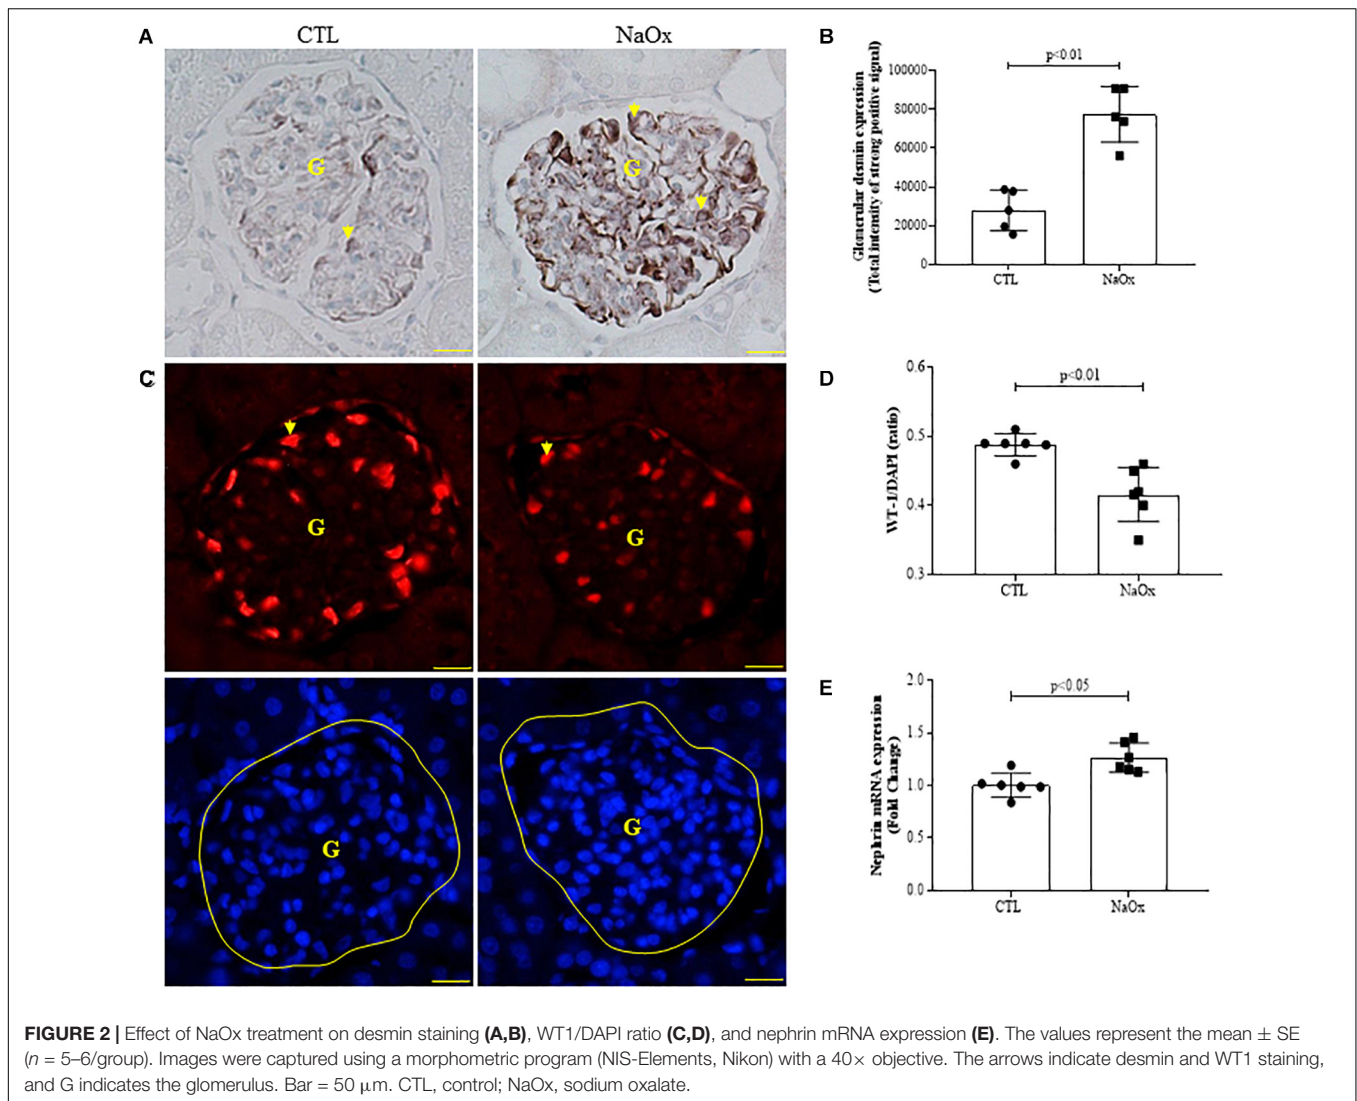 A
CTL
NaOx
G
G
B
Glomerular desmin expression
(Total intensity of strong positive signal)
p<0.01
100000
80000
60000
40000
20000
0
CTL
NaOx
C
G
G
D
WT-1/DAPI (ratio)
p<0.01
0.6
0.5
0.4
0.3
CTL
NaOx
G
G
E
Nephrin mRNA expression
(Fold Change)
p<0.05
2.0
1.5
1.0
0.5
0.0
CTL
NaOx
FIGURE 2 | Effect of NaOx treatment on desmin staining (A,B), WT1/DAPI ratio (C,D), and nephrin mRNA expression (E). The values represent the mean ± SE
(n = 5–6/group). Images were captured using a morphometric program (NIS-Elements, Nikon) with a 40× objective. The arrows indicate desmin and WT1 staining,
and G indicates the glomerulus. Bar = 50 μm. CTL, control; NaOx, sodium oxalate.